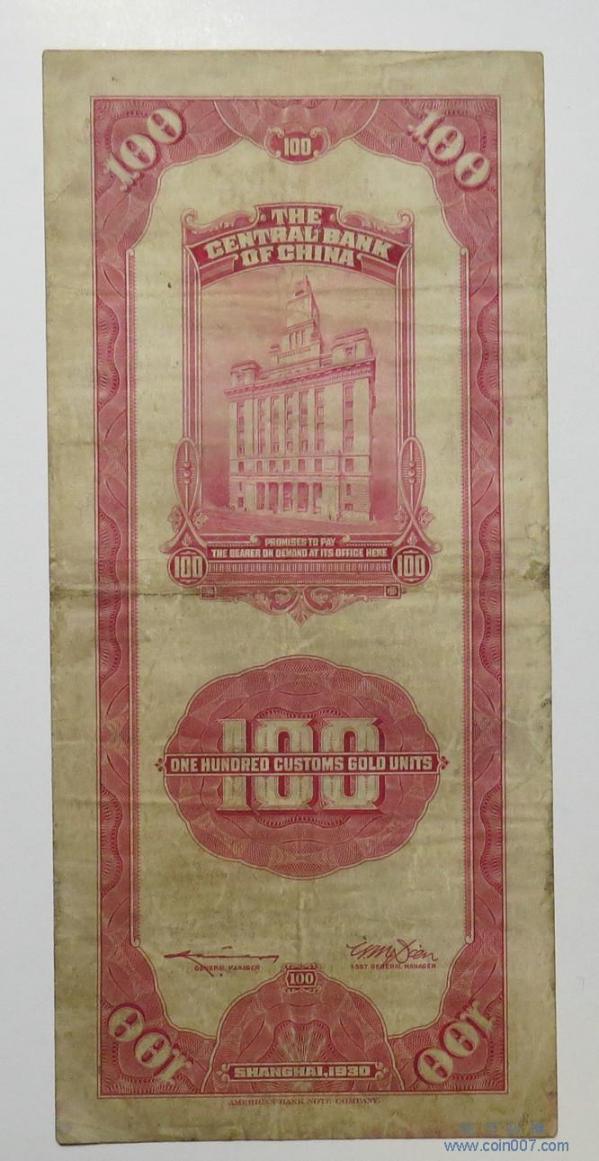 100 100
100
THE
CENTRAL BANK
OF CHINA
PROMISES TO PAY
THE BEARER ON DEMAND AT ITS OFFICE HERE
100 100
100
ONE HUNDRED CUSTOMS GOLD UNITS
GENERAL MANAGER ASST GENERAL MANAGER
100
100 100
SHANGHAI, 1930
AMERICAN BANK NOTE COMPANY.
www.coin007.com